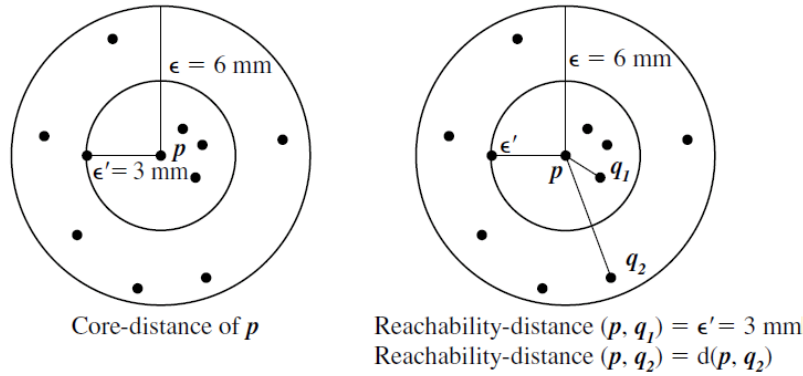 ϵ = 6 mm
p
ϵ′= 3 mm
Core-distance of p
ϵ = 6 mm
ϵ′
p
q₁
q₂
Reachability-distance (p, q₁) = ϵ′= 3 mm
Reachability-distance (p, q₂) = d(p, q₂)